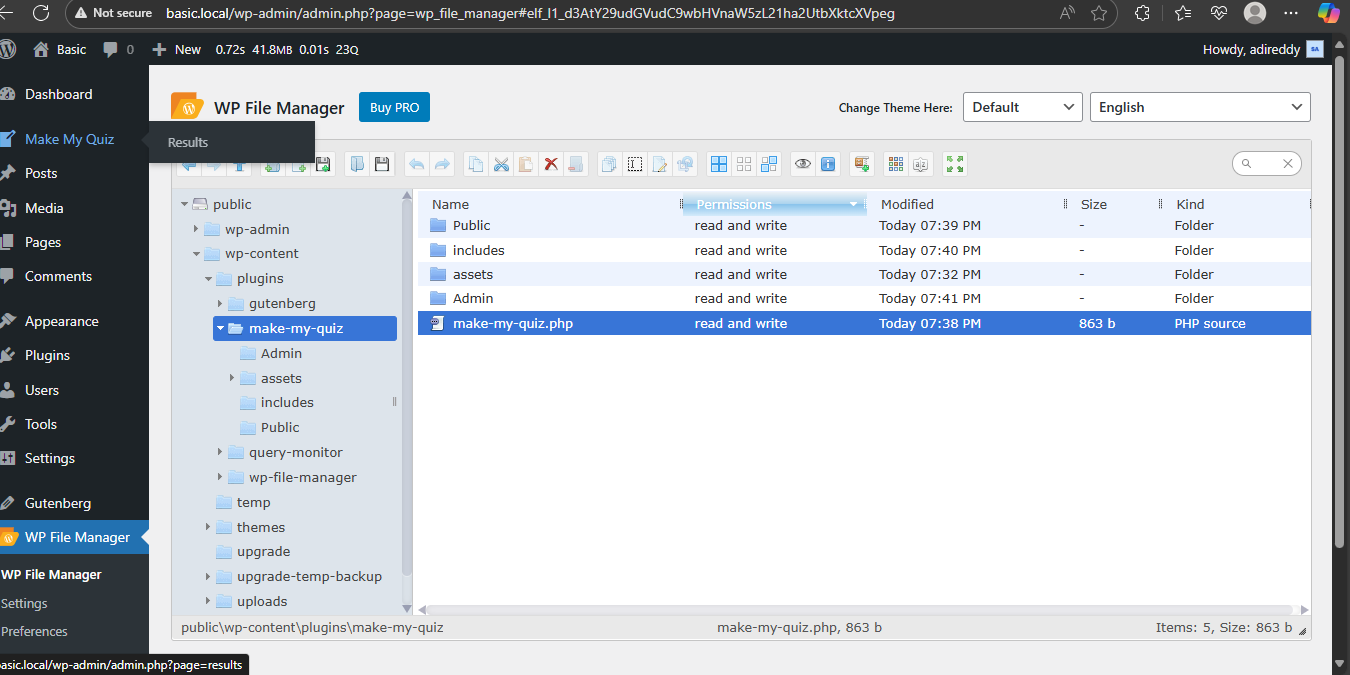 Not secure basic.local/wp-admin/admin.php?page=wp_file_manager#elf_l1_d3AtY29udGVudC9wbHVnaW5zL21ha2UtbXktcXVpeg
Basic 0 New 0.72s 41.8MB 0.01s 23Q Howdy, adireddy
Dashboard
Make My Quiz
Results
Posts
Media
Pages
Comments
Appearance
Plugins
Users
Tools
Settings
Gutenberg
WP File Manager
WP File Manager
Settings
Preferences
WP File Manager Buy PRO Change Theme Here: Default English
public
wp-admin
wp-content
plugins
gutenberg
make-my-quiz
Admin
assets
includes
Public
query-monitor
wp-file-manager
temp
themes
upgrade
upgrade-temp-backup
uploads
Name Permissions Modified Size Kind
Public read and write Today 07:39 PM - Folder
includes read and write Today 07:40 PM - Folder
assets read and write Today 07:32 PM - Folder
Admin read and write Today 07:41 PM - Folder
make-my-quiz.php read and write Today 07:38 PM 863 b PHP source
public\wp-content\plugins\make-my-quiz make-my-quiz.php, 863 b Items: 5, Size: 863 b
asic.local/wp-admin/admin.php?page=results